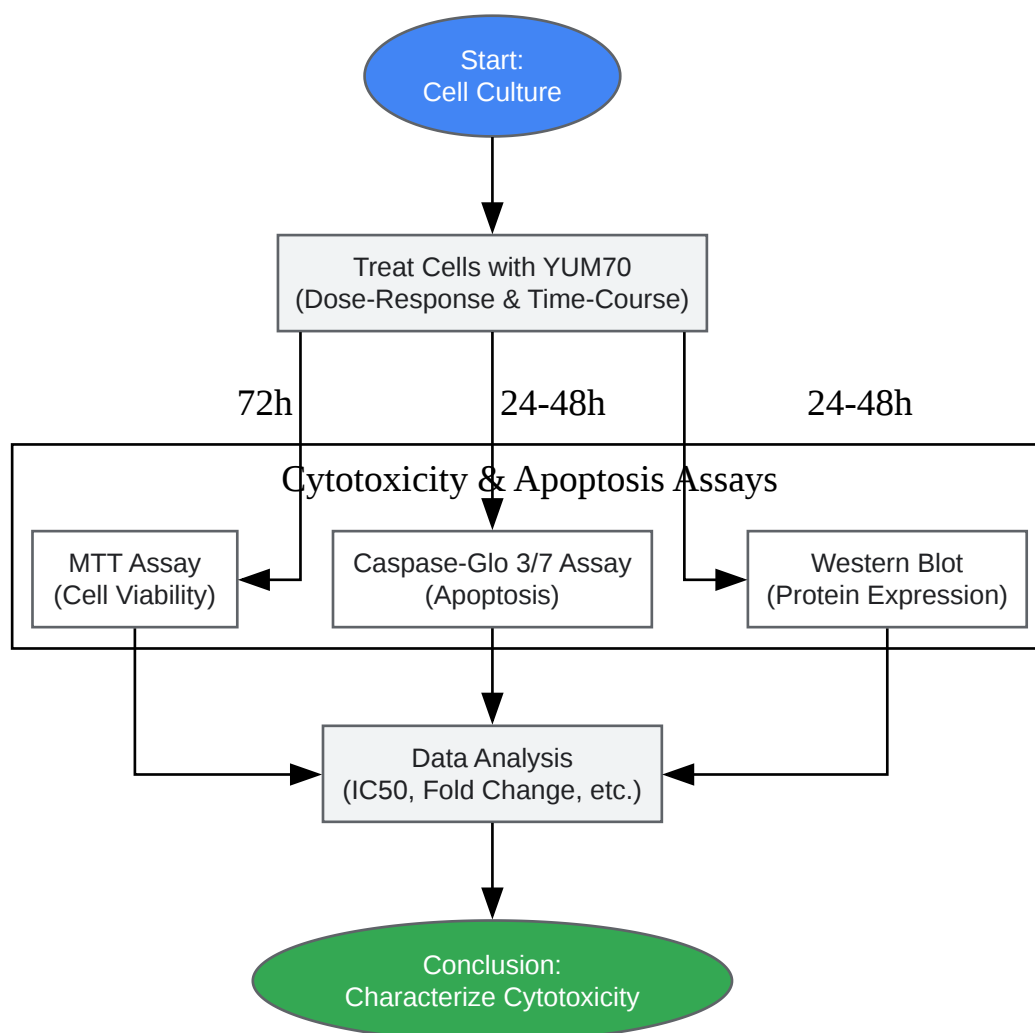 Start:
Cell Culture
Treat Cells with YUM70
(Dose-Response & Time-Course)
72h
24-48h
24-48h
Cytotoxicity & Apoptosis Assays
MTT Assay
(Cell Viability)
Caspase-Glo 3/7 Assay
(Apoptosis)
Western Blot
(Protein Expression)
Data Analysis
(IC50, Fold Change, etc.)
Conclusion:
Characterize Cytotoxicity